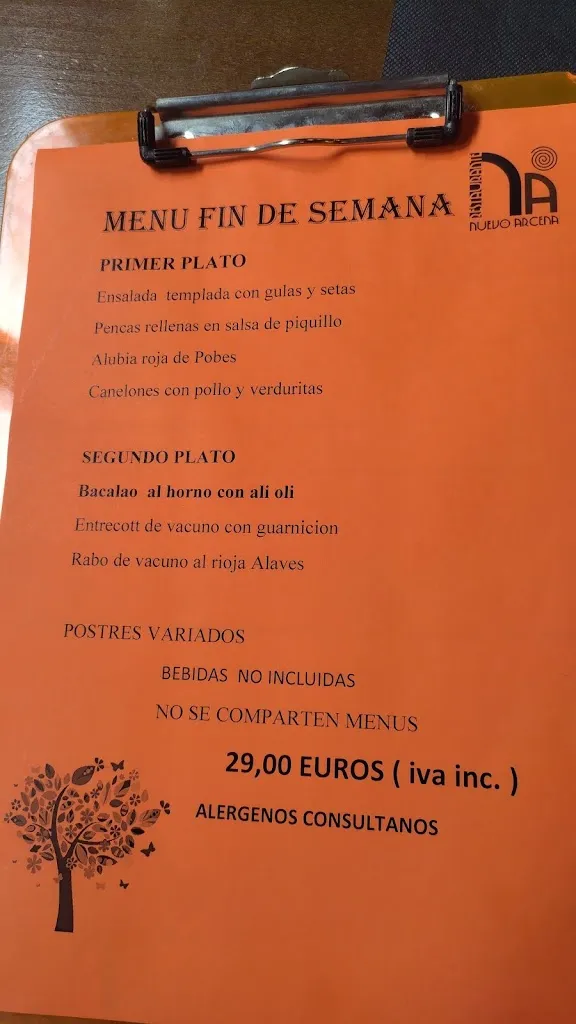 RESTAURANTE
NA
NUEVO ARCENA
MENU FIN DE SEMANA
PRIMER PLATO
Ensalada templada con gulas y setas
Pencas rellenas en salsa de piquillo
Alubia roja de Pobes
Canelones con pollo y verduritas
SEGUNDO PLATO
Bacalao al horno con ali oli
Entrecott de vacuno con guarnicion
Rabo de vacuno al rioja Alaves
POSTRES VARIADOS
BEBIDAS NO INCLUIDAS
NO SE COMPARTEN MENUS
29,00 EUROS ( iva inc. )
ALERGENOS CONSULTANOS